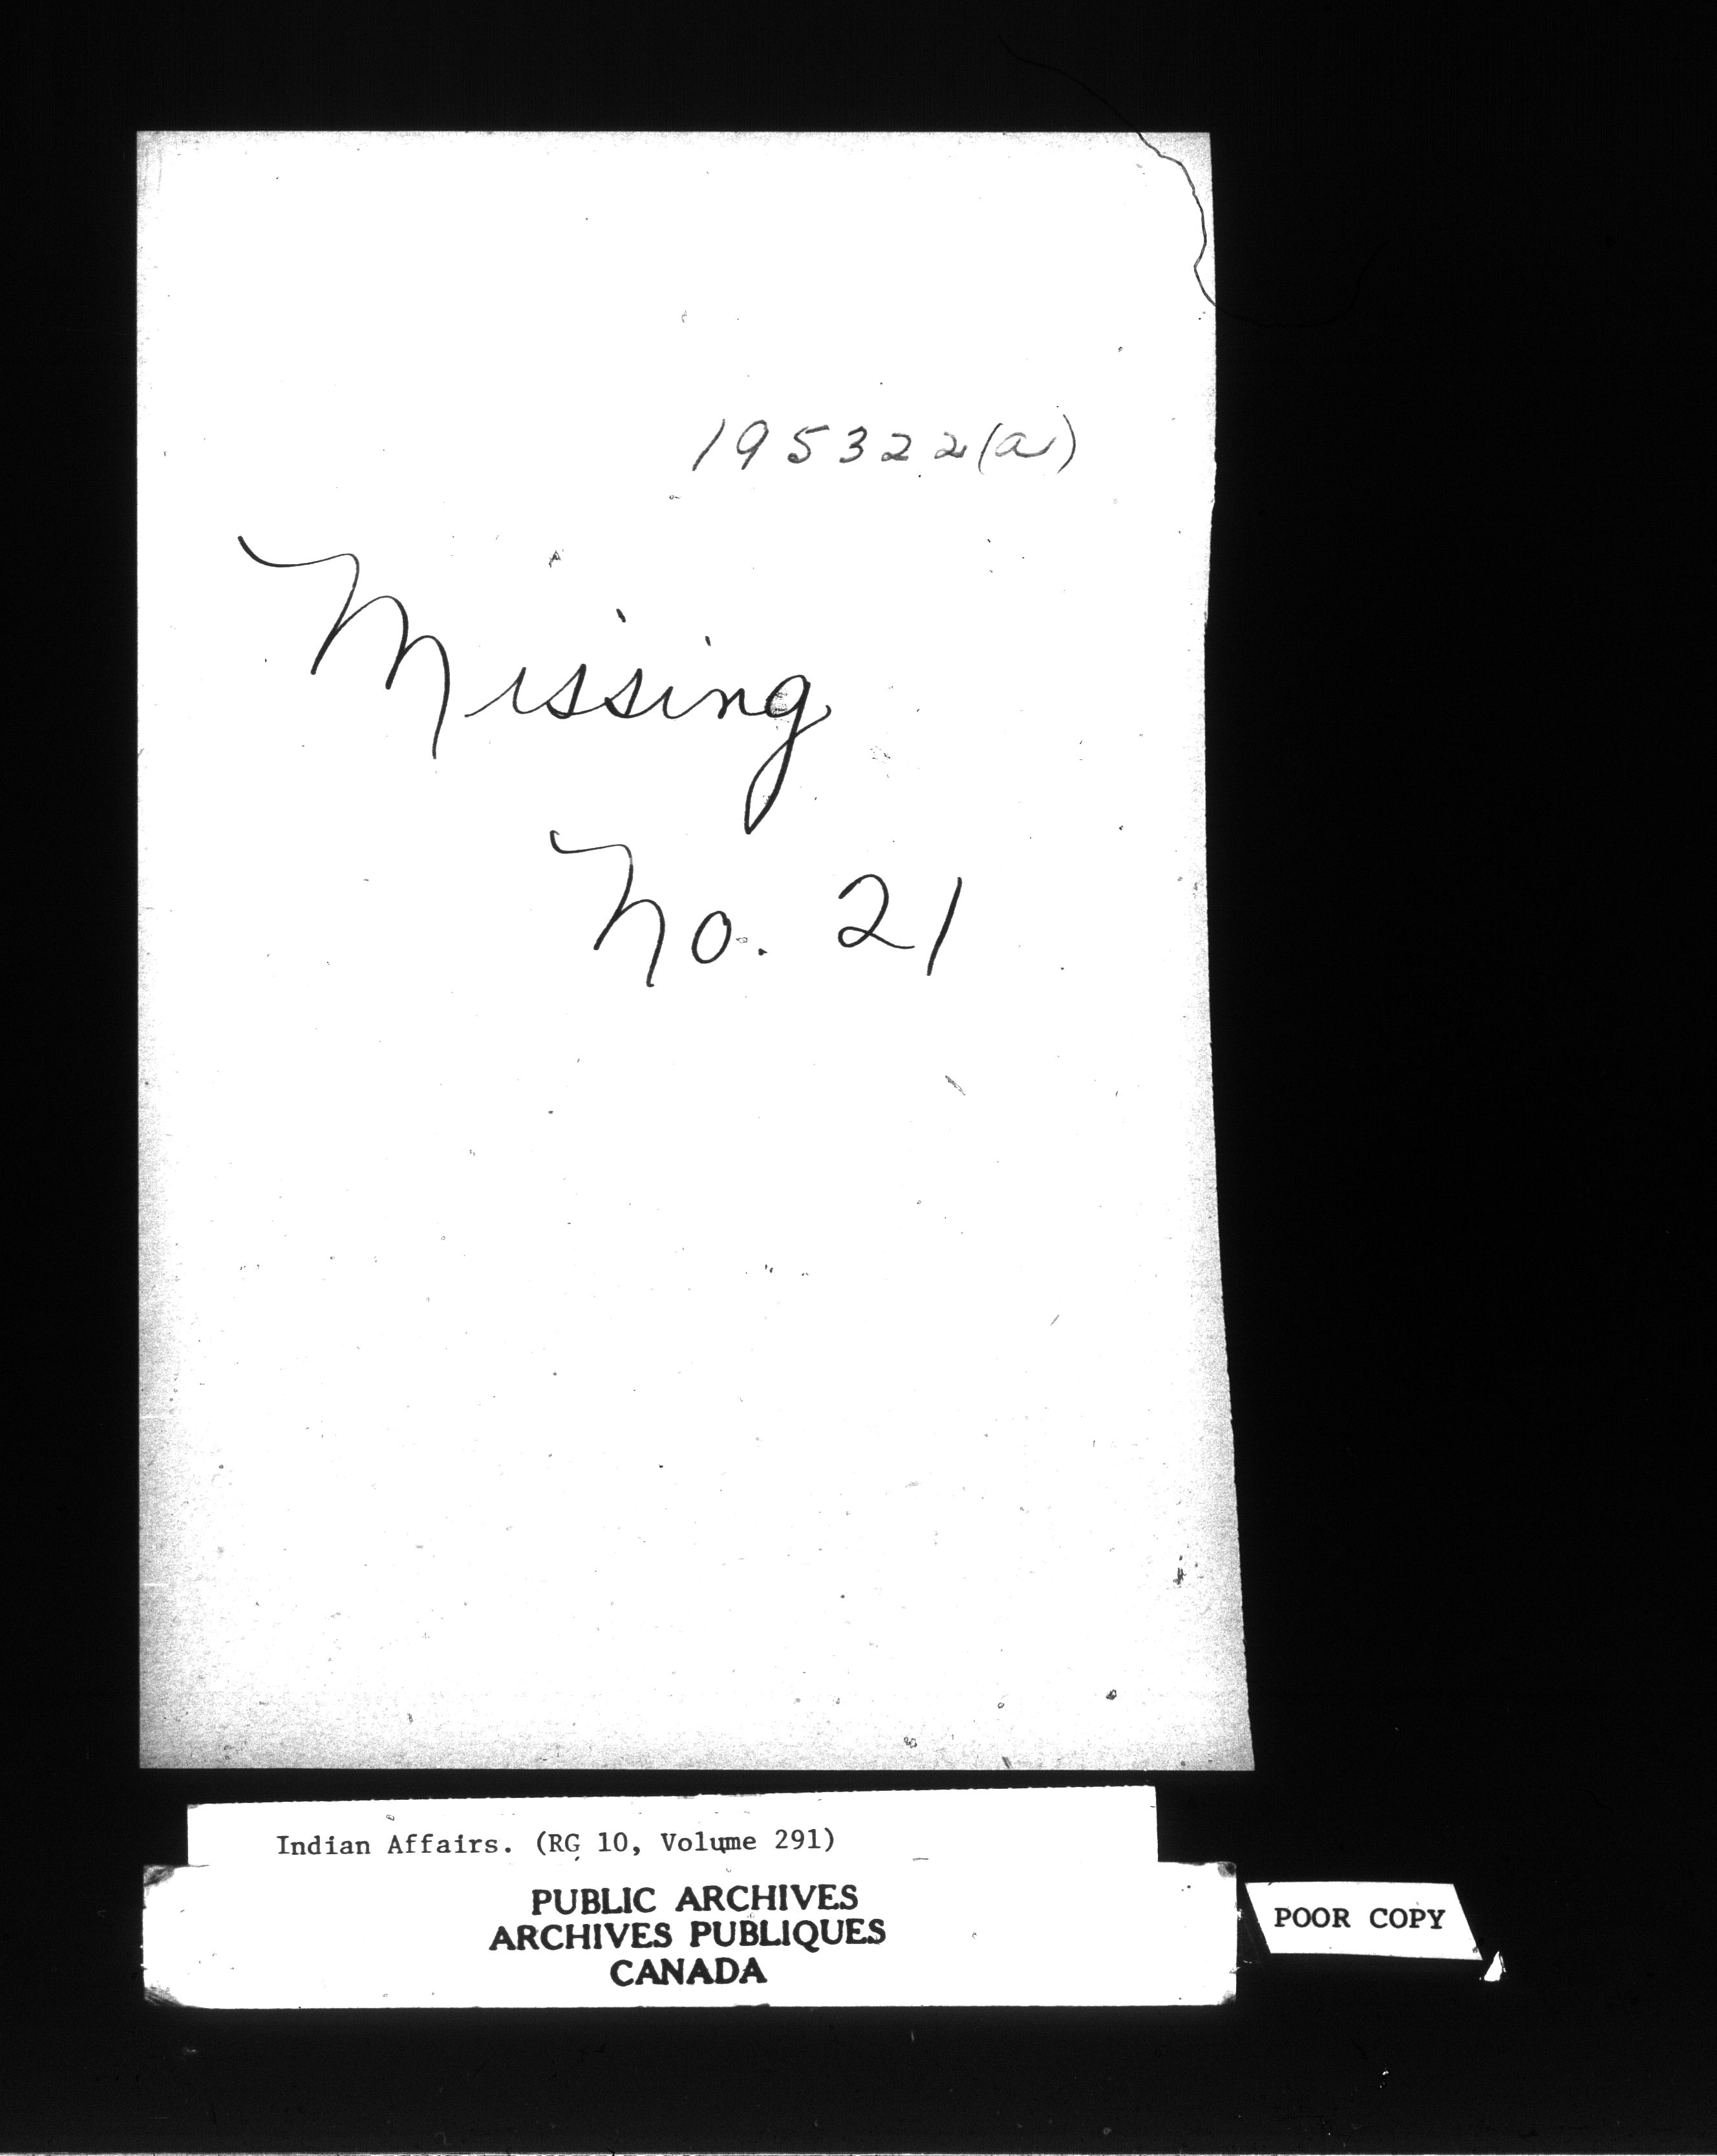 195322(a)
Missing
No. 21
Indian Affairs. (RG 10, Volume 291)
PUBLIC ARCHIVES
ARCHIVES PUBLIQUES
CANADA
POOR COPY